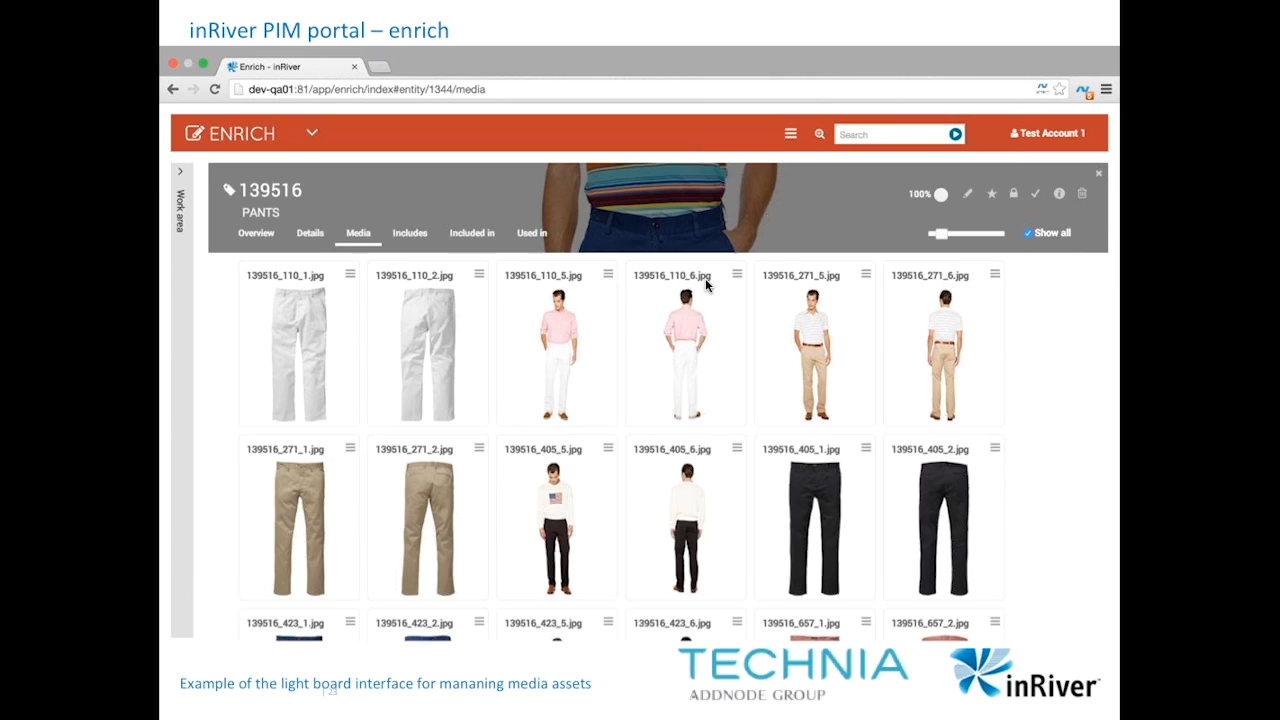 inRiver PIM portal – enrich
Enrich - inRiver
dev-qa01:81/app/enrich/index#entity/1344/media
ENRICH
Search
Test Account 1
Work area
139516
PANTS
100%
Overview Details Media Includes Included in Used in
Show all
139516_110_1.jpg 139516_110_2.jpg 139516_110_5.jpg 139516_110_6.jpg 139516_271_5.jpg 139516_271_6.jpg
139516_271_1.jpg 139516_271_2.jpg 139516_405_5.jpg 139516_405_6.jpg 139516_405_1.jpg 139516_405_2.jpg
139516_423_1.jpg 139516_423_2.jpg 139516_423_5.jpg 139516_423_6.jpg 139516_657_1.jpg 139516_657_2.jpg
TECHNIA
ADDNODE GROUP
inRiver
Example of the light board interface for mananing media assets
23